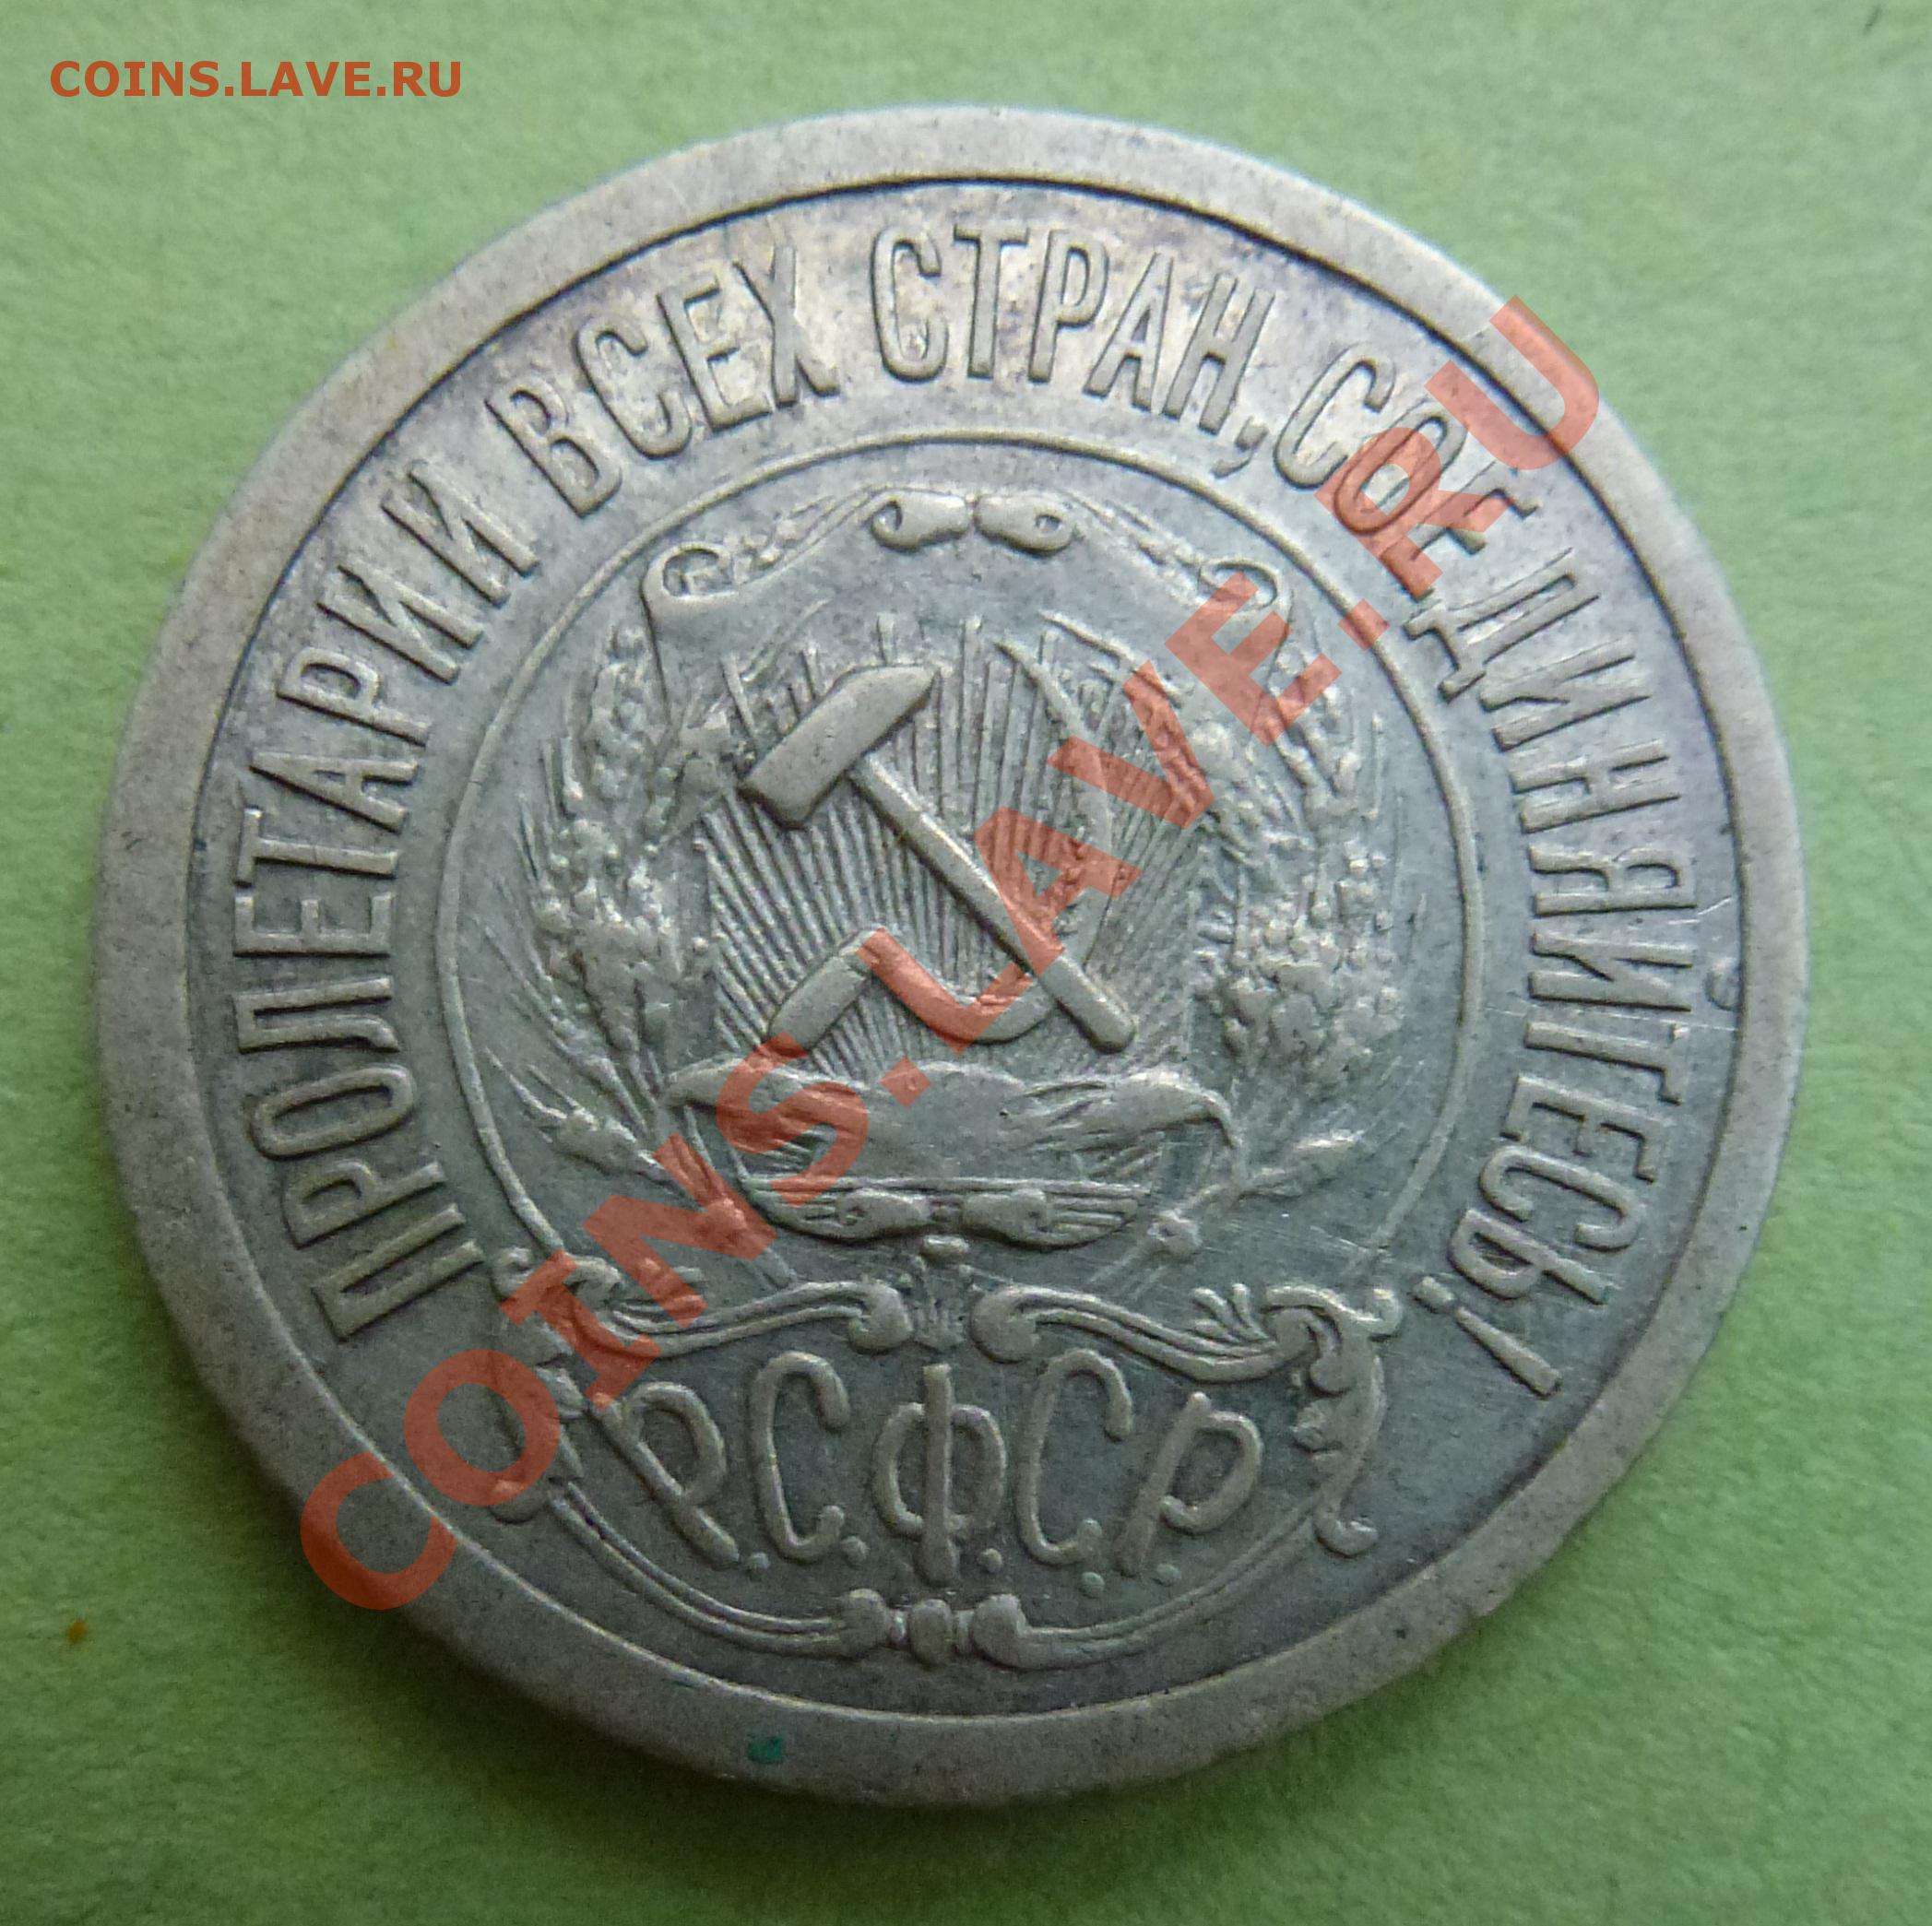 COINS.LAVE.RU
ПРОЛЕТАРИИ ВСЕХ СТРАН, СОЕДИНЯЙТЕСЬ!
Р.С.Ф.С.Р.
COINS.LAVE.RU